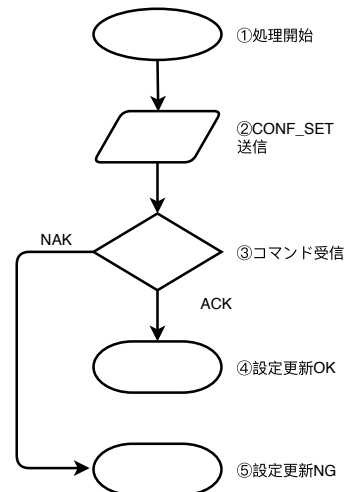 ①処理開始
②CONF_SET
送信
③コマンド受信
NAK
ACK
④設定更新OK
⑤設定更新NG